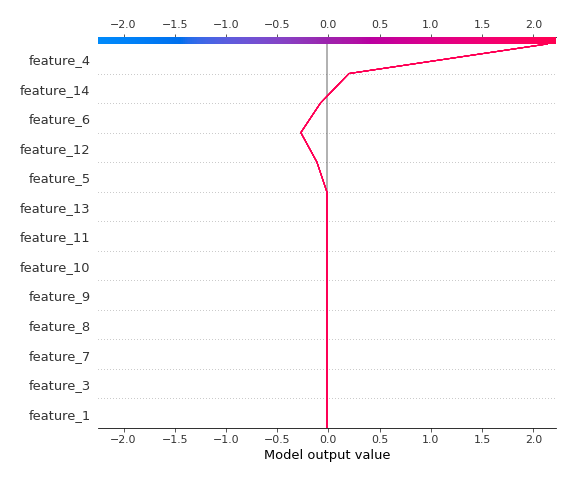 −2.0 −1.5 −1.0 −0.5 0.0 0.5 1.0 1.5 2.0
feature_4
feature_14
feature_6
feature_12
feature_5
feature_13
feature_11
feature_10
feature_9
feature_8
feature_7
feature_3
feature_1
−2.0 −1.5 −1.0 −0.5 0.0 0.5 1.0 1.5 2.0
Model output value